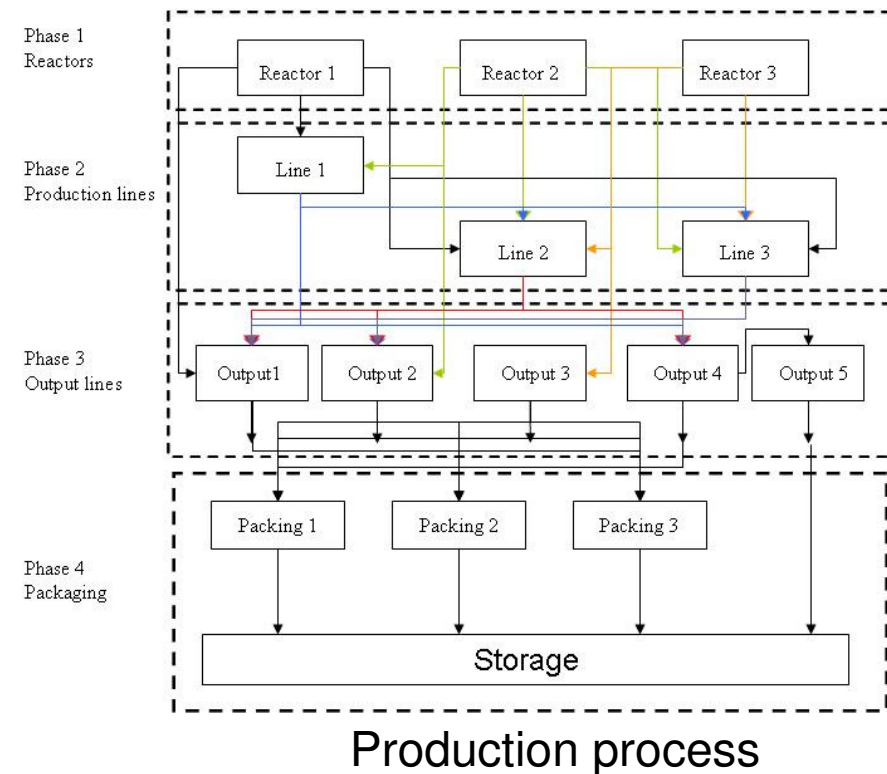 Phase 1
Reactors
Reactor 1
Reactor 2
Reactor 3
Phase 2
Production lines
Line 1
Line 2
Line 3
Phase 3
Output lines
Output1
Output 2
Output 3
Output 4
Output 5
Phase 4
Packaging
Packing 1
Packing 2
Packing 3
Storage
Production process